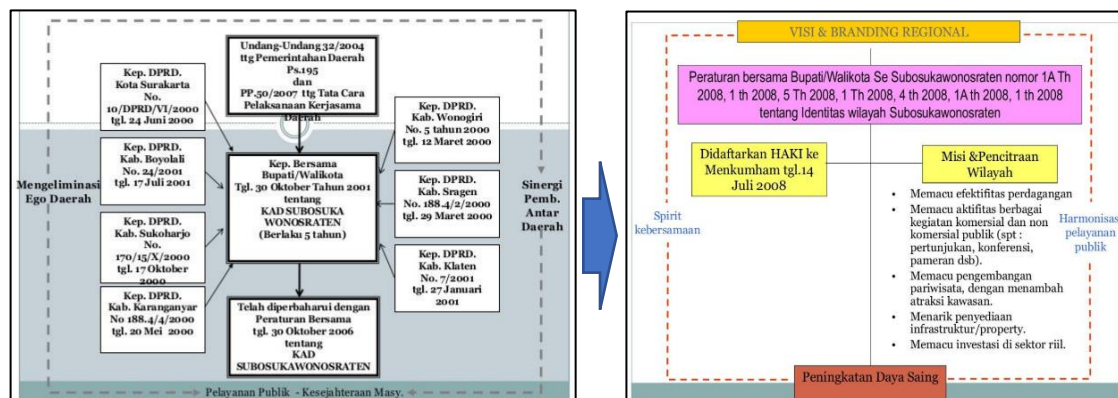 Undang-Undang 32/2004
ttg Pemerintahan Daerah
Ps.195
dan
PP.50/2007 ttg Tata Cara
Pelaksanaan Kerjasama
Daerah
Kep. DPRD.
Kota Surakarta
No.
10/DPRD/VI/2000
tgl. 24 Juni 2000
Kep. DPRD.
Kab. Boyolali
No. 24/2001
tgl. 17 Juli 2001
Kep. DPRD.
Kab. Sukoharjo
No.
170/15/X/2000
tgl. 17 Oktober
2000
Kep. DPRD.
Kab. Karanganyar
No 188.4/4/2000
tgl. 20 Mei 2000
Mengeliminasi
Ego Daerah
Kep. Bersama
Bupati/Walikota
Tgl. 30 Oktober Tahun 2001
tentang
KAD SUBOSUKA
WONOSRATEN
(Berlaku 5 tahun)
Telah diperbaharui dengan
Peraturan Bersama
tgl. 30 Oktober 2006
tentang
KAD
SUBOSUKAWONOSRATEN
Kep. DPRD.
Kab. Wonogiri
No. 5 tahun 2000
tgl. 12 Maret 2000
Kep. DPRD.
Kab. Sragen
No. 188.4/2/2000
tgl. 29 Maret 2000
Kep. DPRD.
Kab. Klaten
No. 7/2001
tgl. 27 Januari
2001
Sinergi
Pemb.
Antar
Daerah
Pelayanan Publik - Kesejahteraan Masy.
VISI & BRANDING REGIONAL
Peraturan bersama Bupati/Walikota Se Subosukawonosraten nomor 1A Th
2008, 1 th 2008, 5 Th 2008, 1 Th 2008, 4 th 2008, 1A th 2008, 1 th 2008
tentang Identitas wilayah Subosukawonosraten
Didaftarkan HAKI ke
Menkumham tgl.14
Juli 2008
Misi &Pencitraan
Wilayah
Spirit
kebersamaan
• Memacu efektifitas perdagangan
• Memacu aktifitas berbagai
kegiatan komersial dan non
komersial publik (spt :
pertunjukan, konferensi,
pameran dsb).
• Memacu pengembangan
pariwisata, dengan menambah
atraksi kawasan.
• Menarik penyediaan
infrastruktur/property.
• Memacu investasi di sektor riil.
Harmonisas
pelayanan
publik
Peningkatan Daya Saing